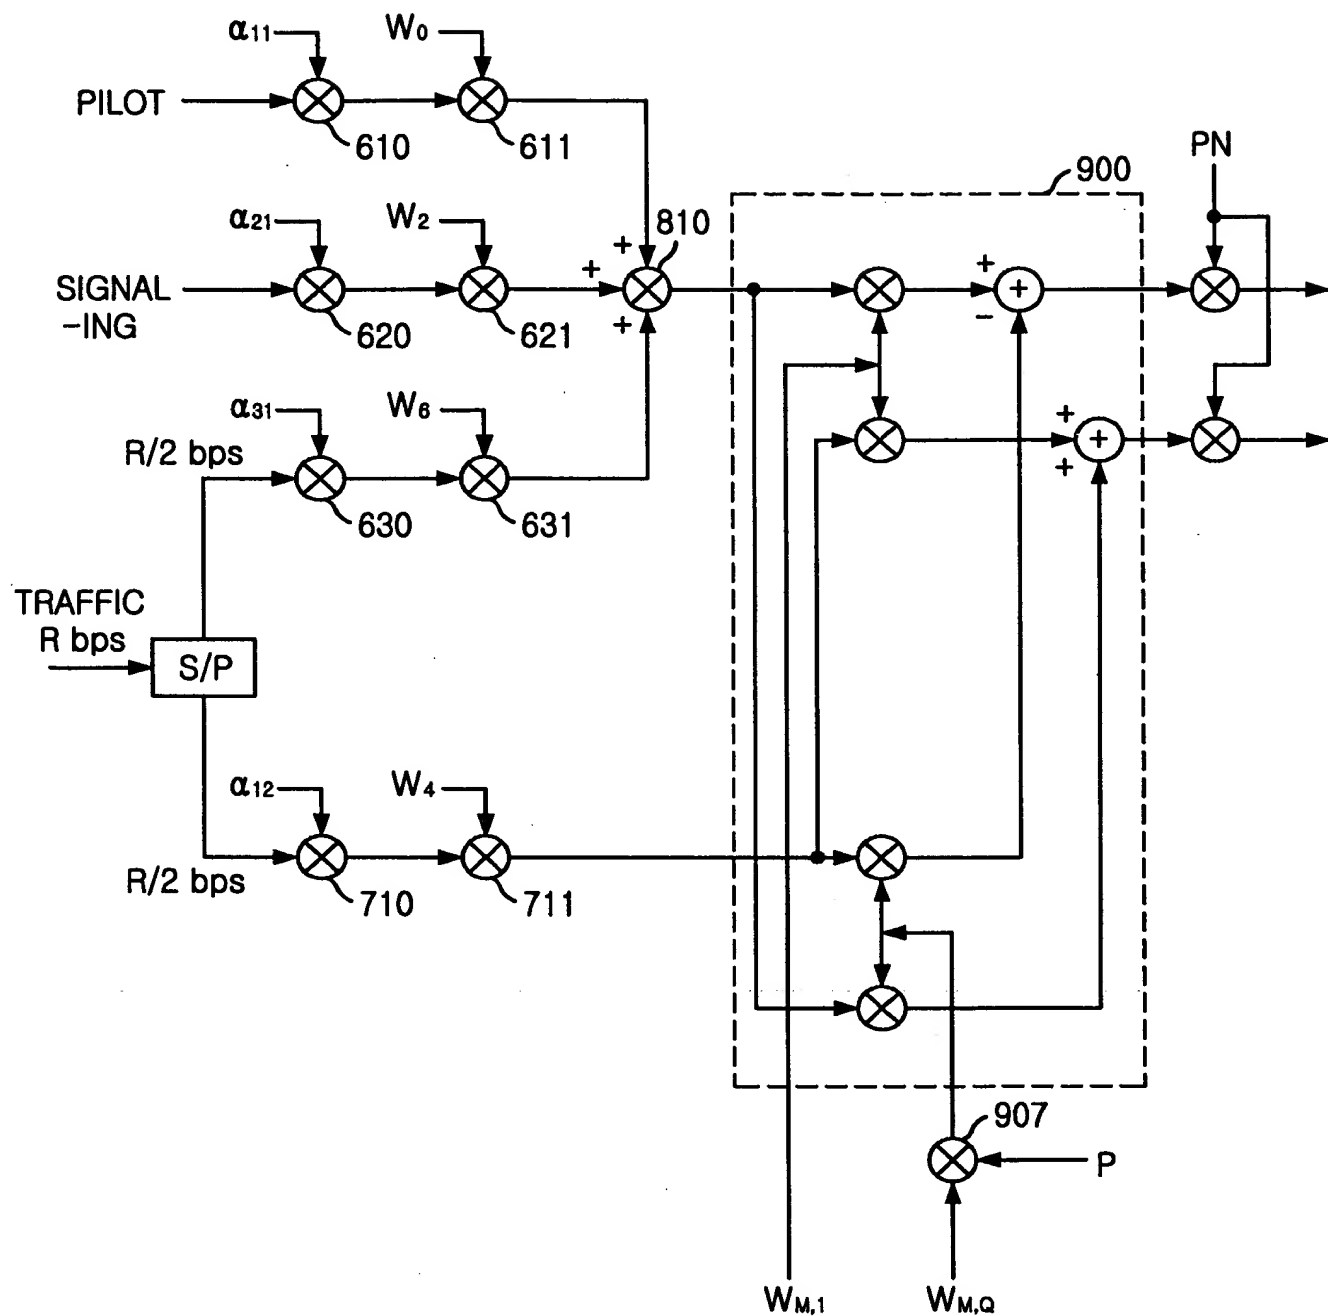 α11 W0
PILOT
610 611
PN
900
α21 W2 810
+
SIGNAL
-ING
+
+
+
-
620 621
α31 W6
R/2 bps
+
+
630 631
TRAFFIC
R bps
S/P
α12 W4
R/2 bps
710 711
907
P
WM,1 WM,Q